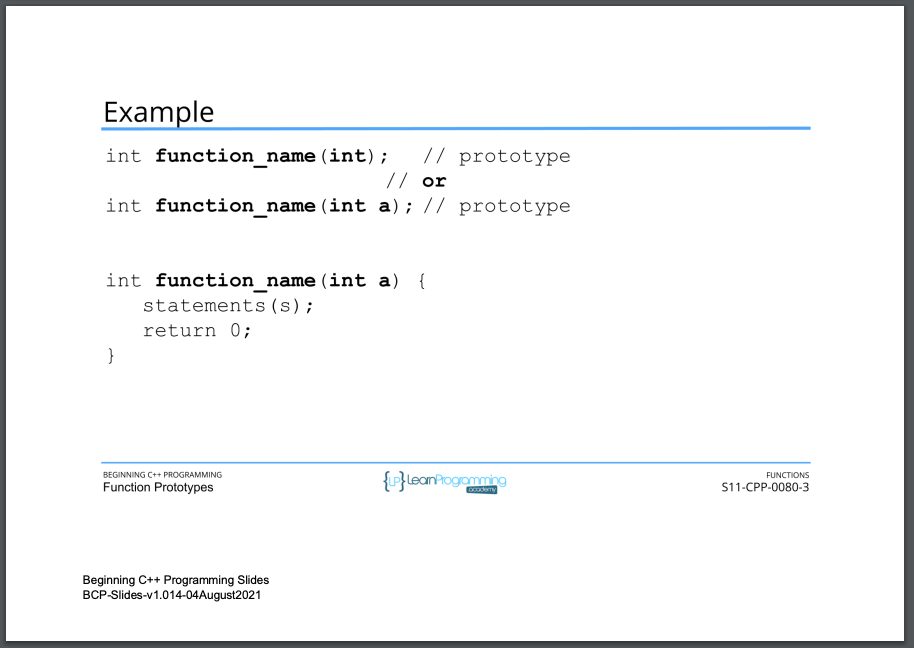 Example
int function_name(int);   // prototype
// or
int function_name(int a); // prototype
int function_name(int a) {
   statements(s);
   return 0;
}
BEGINNING C++ PROGRAMMING
Function Prototypes
{LP} LearnProgramming
academy
FUNCTIONS
S11-CPP-0080-3
Beginning C++ Programming Slides
BCP-Slides-v1.014-04August2021